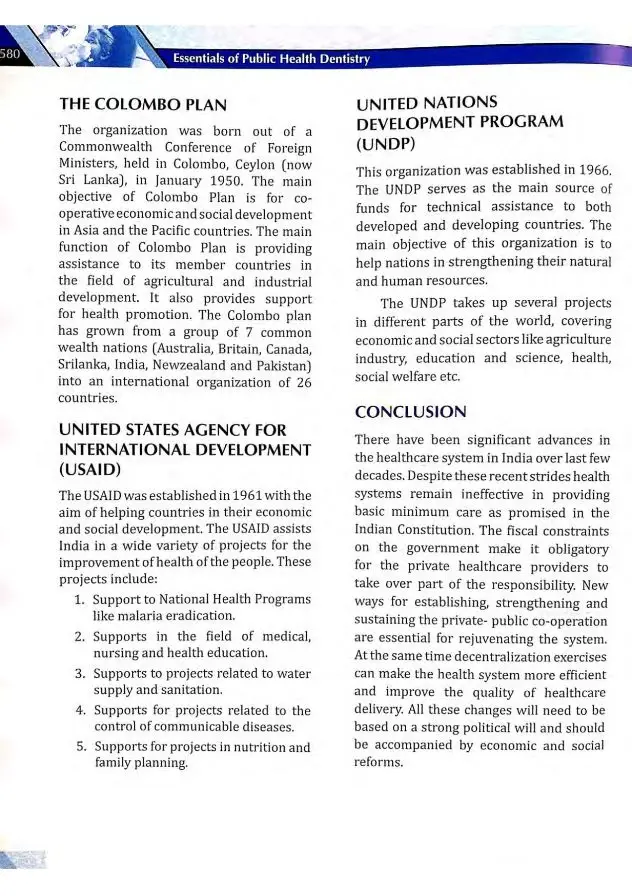 580
Essentials of Public Health Dentistry
THE COLOMBO PLAN
The organization was born out of a
Commonwealth Conference of Foreign
Ministers, held in Colombo, Ceylon (now
Sri Lanka), in January 1950. The main
objective of Colombo Plan is for co-
operative economic and social development
in Asia and the Pacific countries. The main
function of Colombo Plan is providing
assistance to its member countries in
the field of agricultural and industrial
development. It also provides support
for health promotion. The Colombo plan
has grown from a group of 7 common
wealth nations (Australia, Britain, Canada,
Srilanka, India, Newzealand and Pakistan)
into an international organization of 26
countries.
UNITED STATES AGENCY FOR
INTERNATIONAL DEVELOPMENT
(USAID)
The USAID was established in 1961 with the
aim of helping countries in their economic
and social development. The USAID assists
India in a wide variety of projects for the
improvement of health of the people. These
projects include:
1. Support to National Health Programs
like malaria eradication.
2. Supports in the field of medical,
nursing and health education.
3. Supports to projects related to water
supply and sanitation.
4. Supports for projects related to the
control of communicable diseases.
5. Supports for projects in nutrition and
family planning.
UNITED NATIONS
DEVELOPMENT PROGRAM
(UNDP)
This organization was established in 1966.
The UNDP serves as the main source of
funds for technical assistance to both
developed and developing countries. The
main objective of this organization is to
help nations in strengthening their natural
and human resources.
The UNDP takes up several projects
in different parts of the world, covering
economic and social sectors like agriculture
industry, education and science, health,
social welfare etc.
CONCLUSION
There have been significant advances in
the healthcare system in India over last few
decades. Despite these recent strides health
systems remain ineffective in providing
basic minimum care as promised in the
Indian Constitution. The fiscal constraints
on the government make it obligatory
for the private healthcare providers to
take over part of the responsibility. New
ways for establishing, strengthening and
sustaining the private- public co-operation
are essential for rejuvenating the system.
At the same time decentralization exercises
can make the health system more efficient
and improve the quality of healthcare
delivery. All these changes will need to be
based on a strong political will and should
be accompanied by economic and social
reforms.